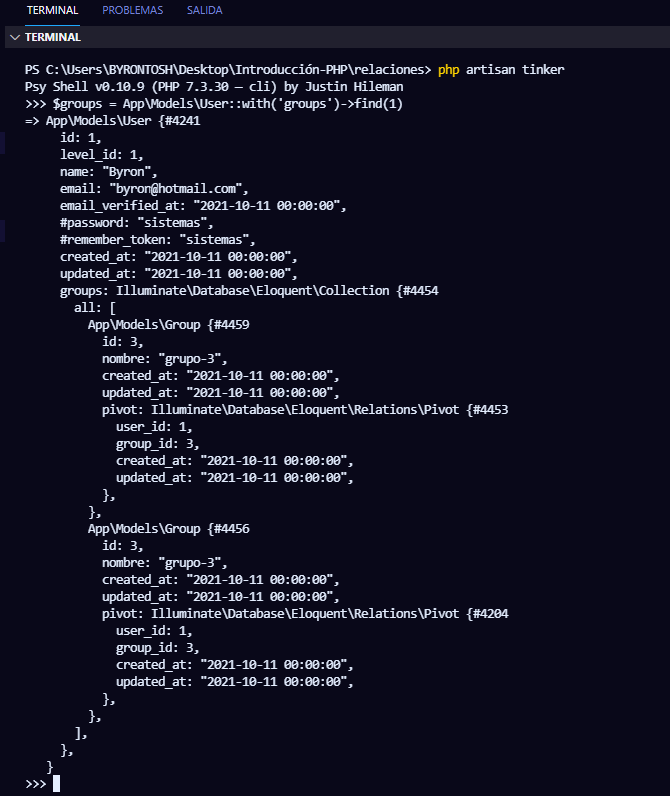 TERMINAL PROBLEMAS SALIDA
TERMINAL
PS C:\Users\BYRONTOSH\Desktop\Introducción-PHP\relaciones> php artisan tinker
Psy Shell v0.10.9 (PHP 7.3.30 — cli) by Justin Hileman
>>> $groups = App\Models\User::with('groups')->find(1)
=> App\Models\User {#4241
id: 1,
level_id: 1,
name: "Byron",
email: "byron@hotmail.com",
email_verified_at: "2021-10-11 00:00:00",
#password: "sistemas",
#remember_token: "sistemas",
created_at: "2021-10-11 00:00:00",
updated_at: "2021-10-11 00:00:00",
groups: Illuminate\Database\Eloquent\Collection {#4454
all: [
App\Models\Group {#4459
id: 3,
nombre: "grupo-3",
created_at: "2021-10-11 00:00:00",
updated_at: "2021-10-11 00:00:00",
pivot: Illuminate\Database\Eloquent\Relations\Pivot {#4453
user_id: 1,
group_id: 3,
created_at: "2021-10-11 00:00:00",
updated_at: "2021-10-11 00:00:00",
},
},
App\Models\Group {#4456
id: 3,
nombre: "grupo-3",
created_at: "2021-10-11 00:00:00",
updated_at: "2021-10-11 00:00:00",
pivot: Illuminate\Database\Eloquent\Relations\Pivot {#4204
user_id: 1,
group_id: 3,
created_at: "2021-10-11 00:00:00",
updated_at: "2021-10-11 00:00:00",
},
},
],
},
}
>>>